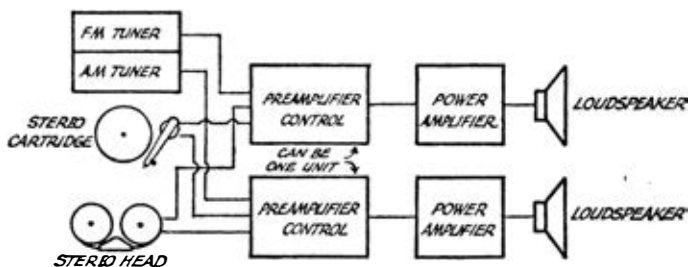 F.M TUNER
A.M TUNER
STEREO
CARTRIDGE
STEREO HEAD
PREAMPLIFIER
CONTROL
CAN BE
ONE UNIT
PREAMPLIFIER
CONTROL
POWER
AMPLIFIER
POWER
AMPLIFIER
LOUDSPEAKER
LOUDSPEAKER